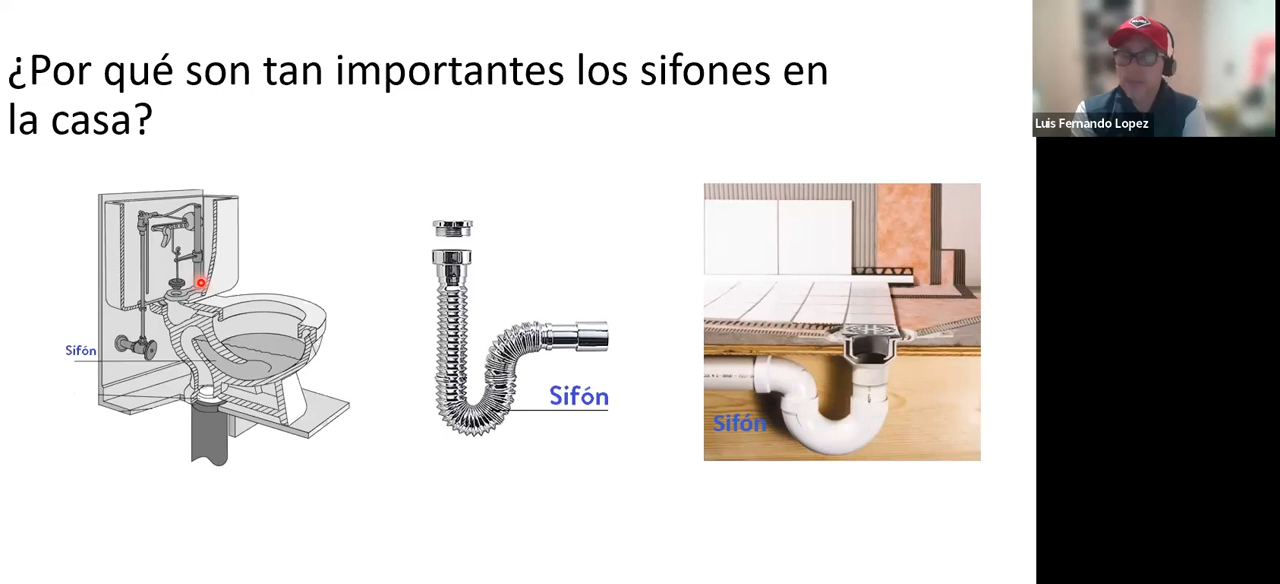 ¿Por qué son tan importantes los sifones en
la casa?
Luis Fernando Lopez
Sifón
Sifón
Sifón